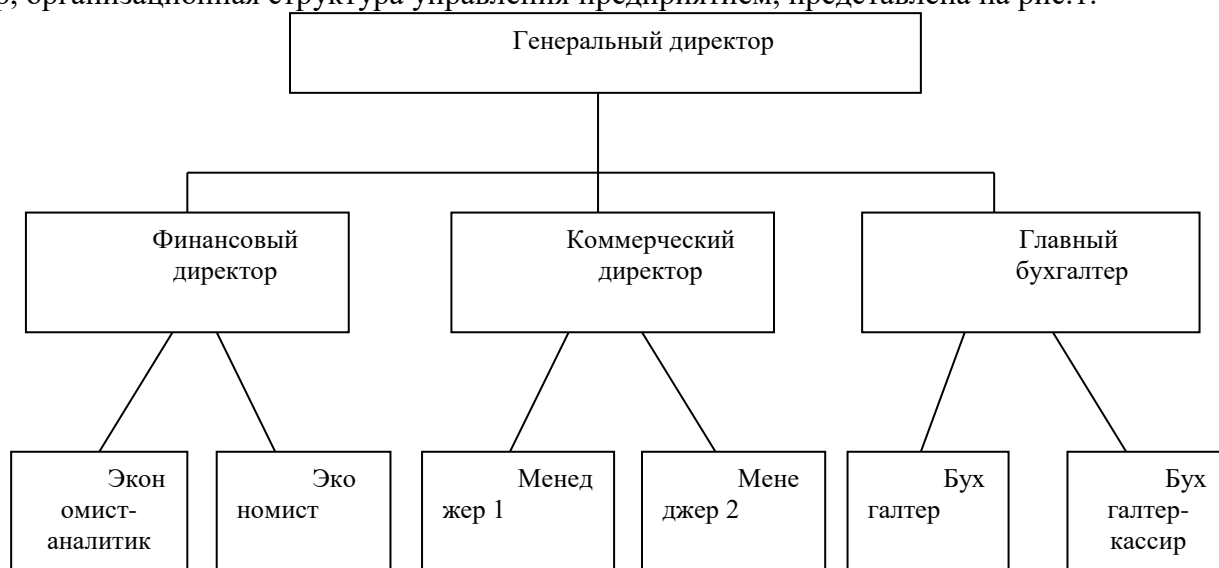 р, организационная структура управления предприятием, представлена на рис.1.
Генеральный директор
Финансовый
директор
Коммерческий
директор
Главный
бухгалтер
Экон
омист-
аналитик
Эко
номист
Менед
жер 1
Мене
джер 2
Бух
галтер
Бух
галтер-
кассир